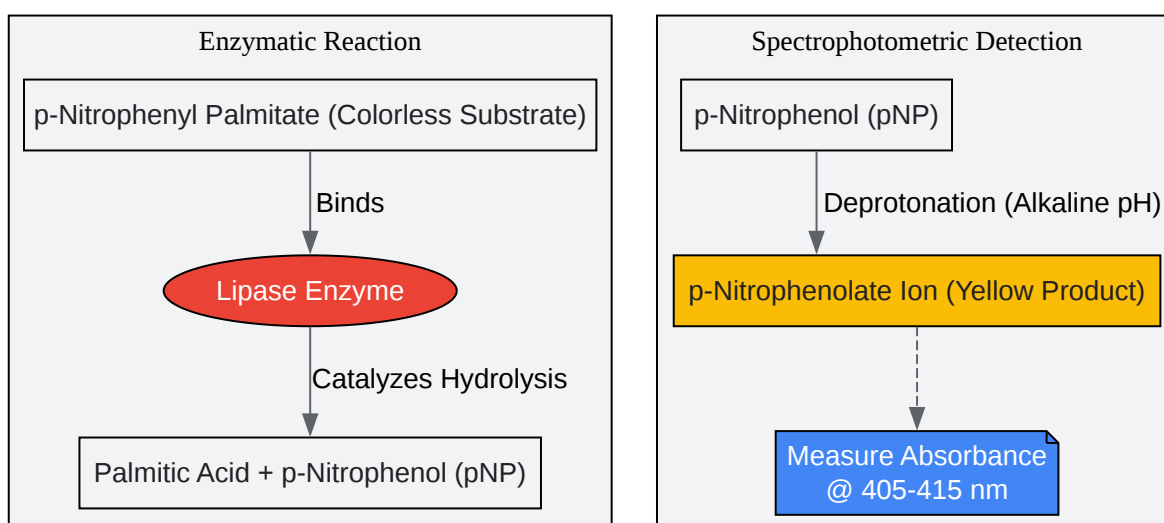 Enzymatic Reaction
p-Nitrophenyl Palmitate (Colorless Substrate)
Binds
Lipase Enzyme
Catalyzes Hydrolysis
Palmitic Acid + p-Nitrophenol (pNP)
Spectrophotometric Detection
p-Nitrophenol (pNP)
Deprotonation (Alkaline pH)
p-Nitrophenolate Ion (Yellow Product)
Measure Absorbance
@ 405-415 nm